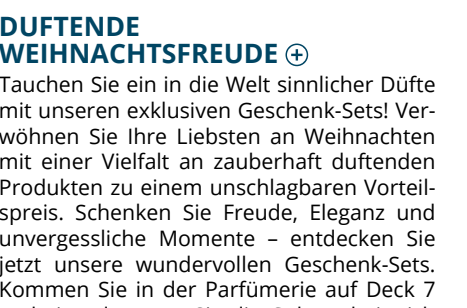 DUFTENDE
WEIHNACHTSFREUDE ⊕
Tauchen Sie ein in die Welt sinnlicher Düfte
mit unseren exklusiven Geschenk-Sets! Ver-
wöhnen Sie Ihre Liebsten an Weihnachten
mit einer Vielfalt an zauberhaft duftenden
Produkten zu einem unschlagbaren Vorteil-
spreis. Schenken Sie Freude, Eleganz und
unvergessliche Momente – entdecken Sie
jetzt unsere wundervollen Geschenk-Sets.
Kommen Sie in der Parfümerie auf Deck 7